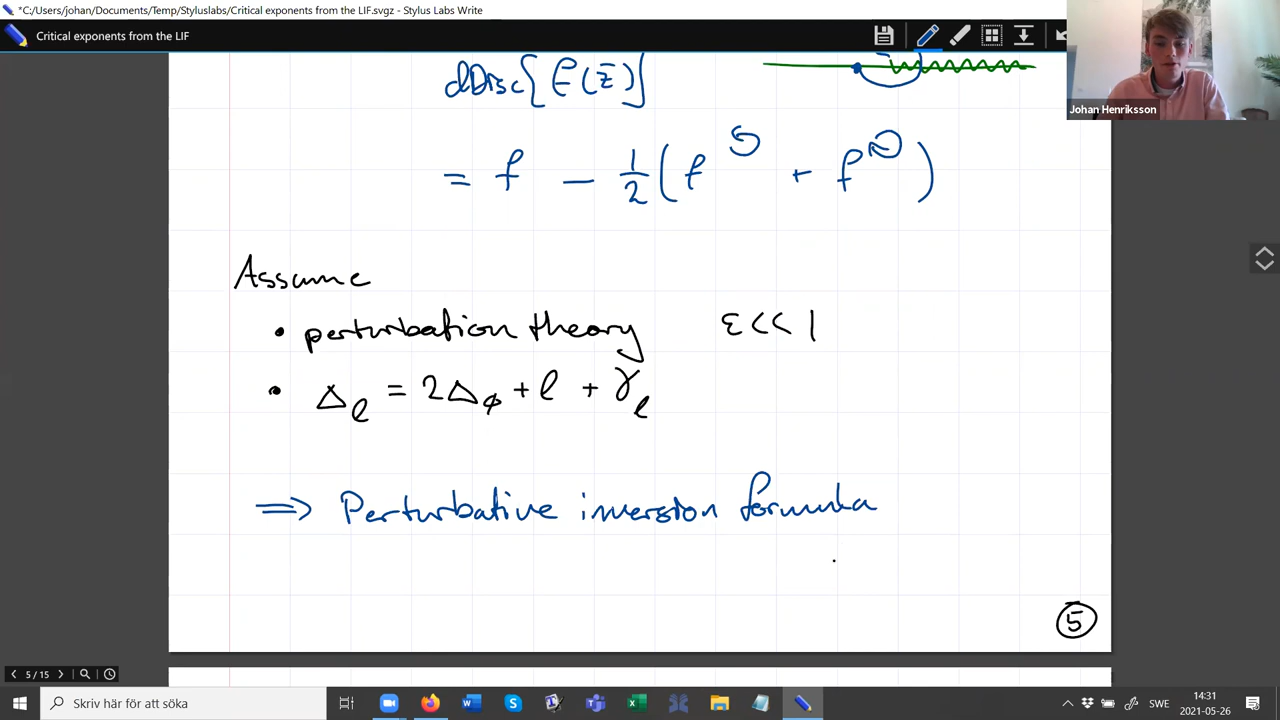 *C:/Users/johan/Documents/Temp/Styluslabs/Critical exponents from the LIF.svgz - Stylus Labs Write
Critical exponents from the LIF
Johan Henriksson
dDisc[f(z̄)]
= f - 1/2 (f↺ + f↻)
Assume
• perturbation theory ε << 1
• Δ_ℓ = 2Δ_φ + ℓ + γ_ℓ
⟹ Perturbative inversion formula
5
5 / 15
Skriv här för att söka
SWE
14:31
2021-05-26